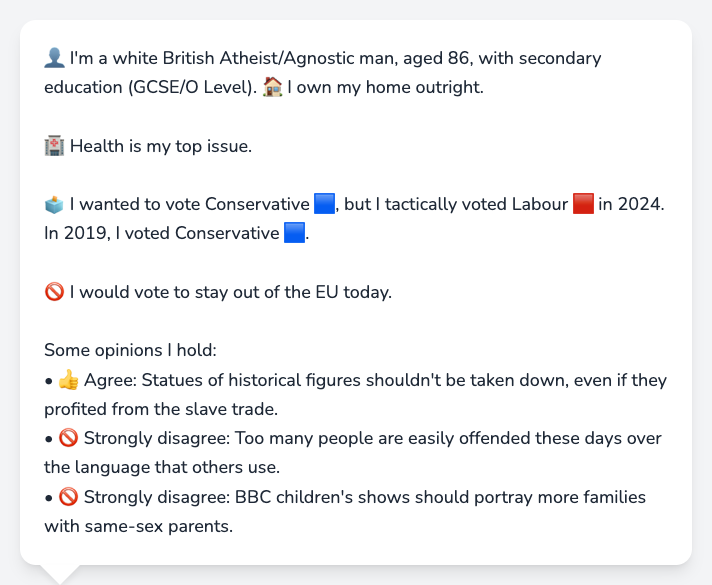 👤 I'm a white British Atheist/Agnostic man, aged 86, with secondary
education (GCSE/O Level). 🏠 I own my home outright.
🏥 Health is my top issue.
🗳️ I wanted to vote Conservative 🟦, but I tactically voted Labour 🟥 in 2024.
In 2019, I voted Conservative 🟦.
🚫 I would vote to stay out of the EU today.
Some opinions I hold:
• 👍 Agree: Statues of historical figures shouldn't be taken down, even if they
profited from the slave trade.
• 🚫 Strongly disagree: Too many people are easily offended these days over
the language that others use.
• 🚫 Strongly disagree: BBC children's shows should portray more families
with same-sex parents.